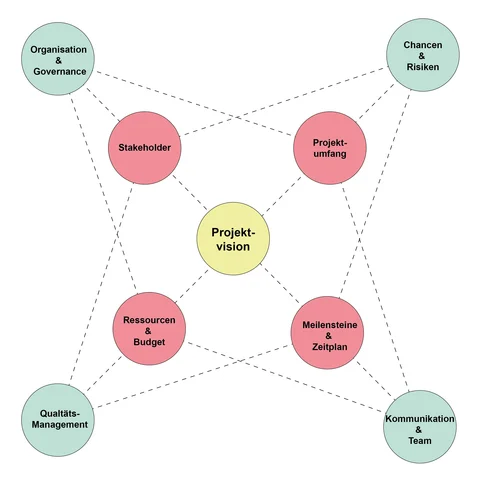 Organisation
&
Governance
Chancen
&
Risiken
Stakeholder
Projekt-
umfang
Projekt-
vision
Ressourcen
&
Budget
Meilensteine
&
Zeitplan
Qualtäts-
Management
Kommunikation
&
Team